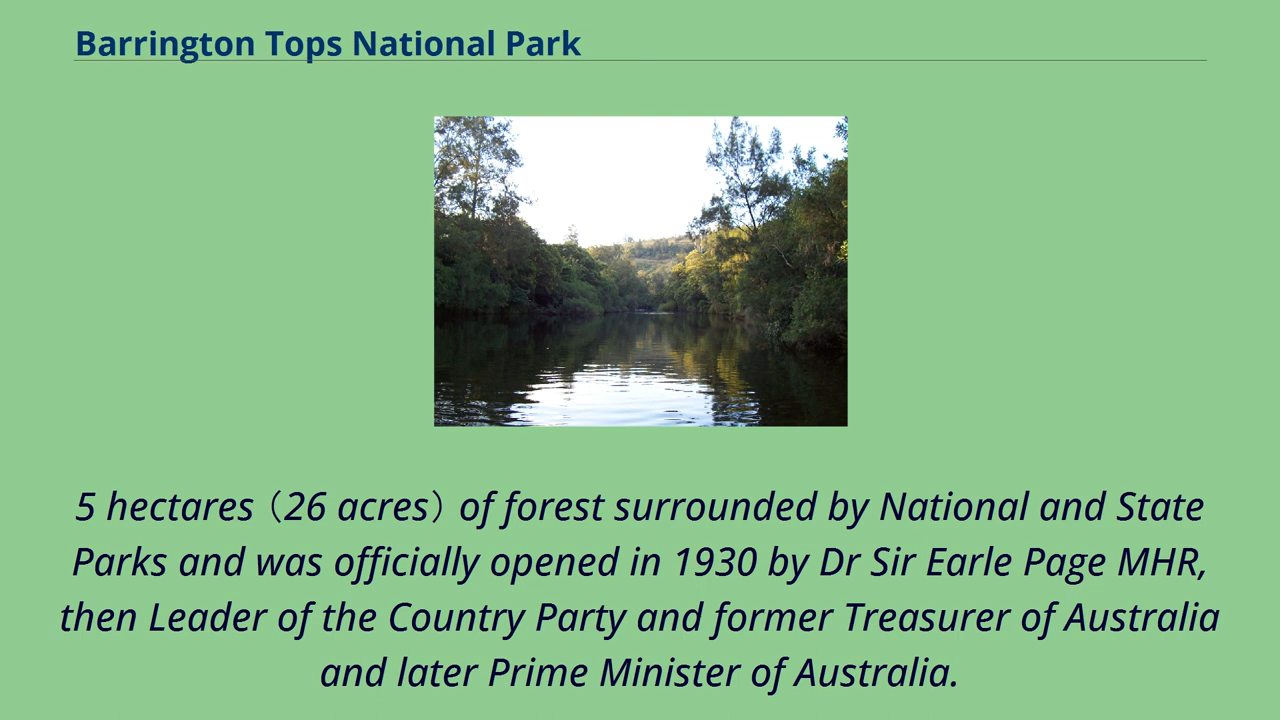 Barrington Tops National Park
5 hectares （26 acres） of forest surrounded by National and State
Parks and was officially opened in 1930 by Dr Sir Earle Page MHR,
then Leader of the Country Party and former Treasurer of Australia
and later Prime Minister of Australia.